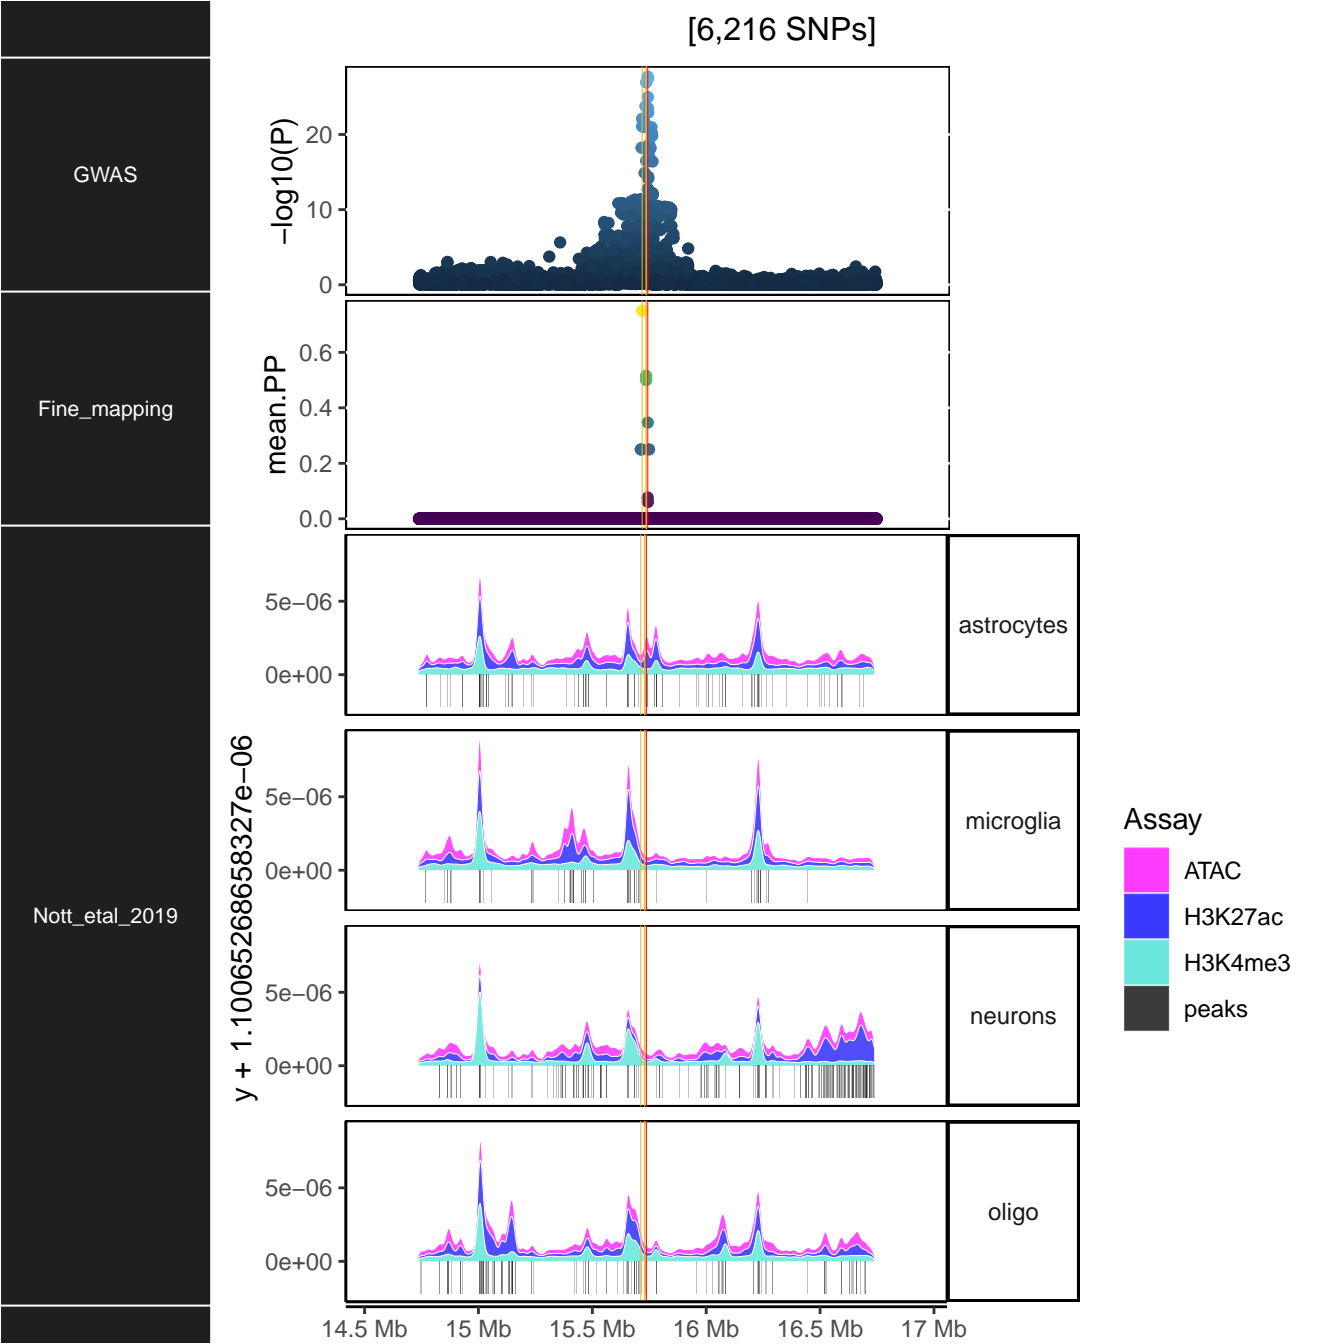 [6,216 SNPs]
GWAS
−log10(P)
20
10
0
Fine_mapping
mean.PP
0.6
0.4
0.2
0.0
Nott_etal_2019
y + 1.10065268658327e−06
5e−06
0e+00
astrocytes
5e−06
0e+00
microglia
5e−06
0e+00
neurons
5e−06
0e+00
oligo
14.5 Mb 15 Mb 15.5 Mb 16 Mb 16.5 Mb 17 Mb
Assay
ATAC
H3K27ac
H3K4me3
peaks